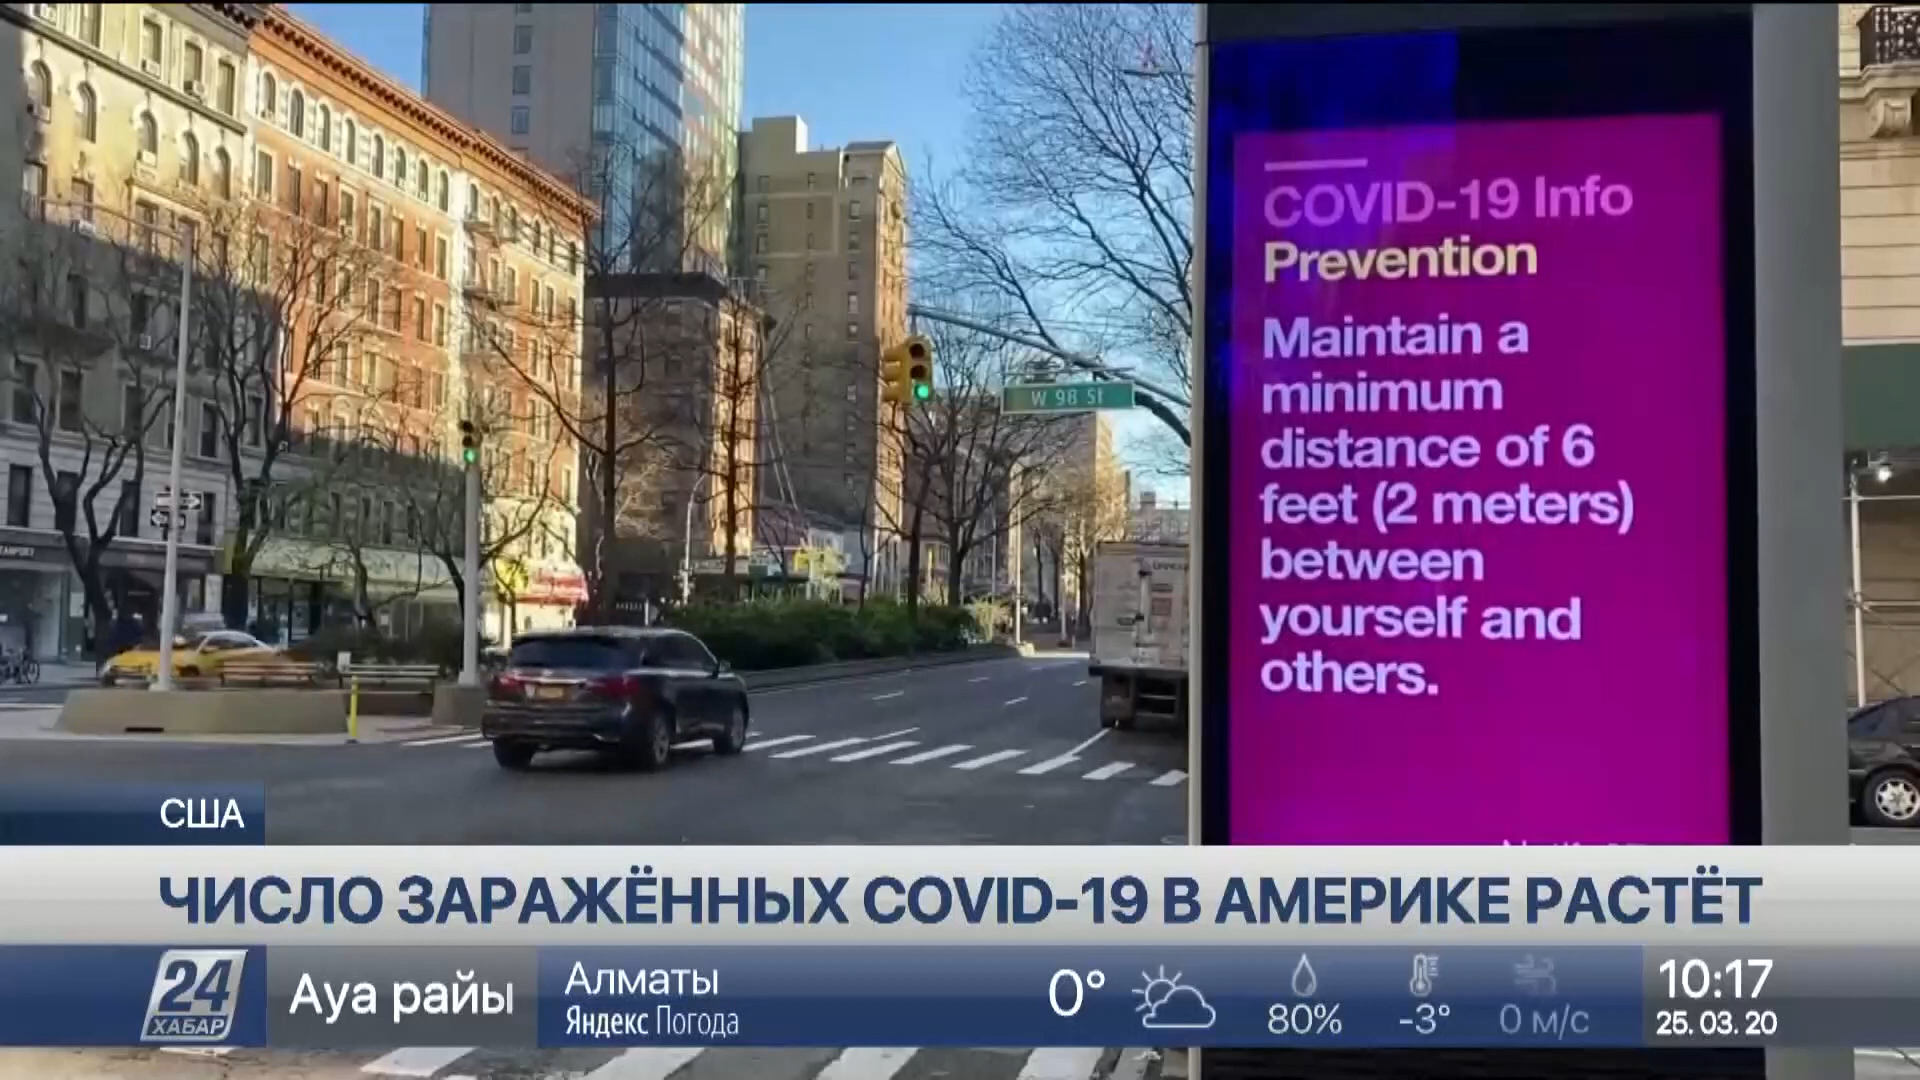 COVID-19 Info
Prevention
Maintain a
minimum
distance of 6
feet (2 meters)
between
yourself and
others.
W 98 St
США
ЧИСЛО ЗАРАЖЁННЫХ COVID-19 В АМЕРИКЕ РАСТЁТ
24
ХАБАР
Ауа райы
Алматы
Яндекс Погода
0°
80%
-3°
0 м/с
10:17
25.03.20